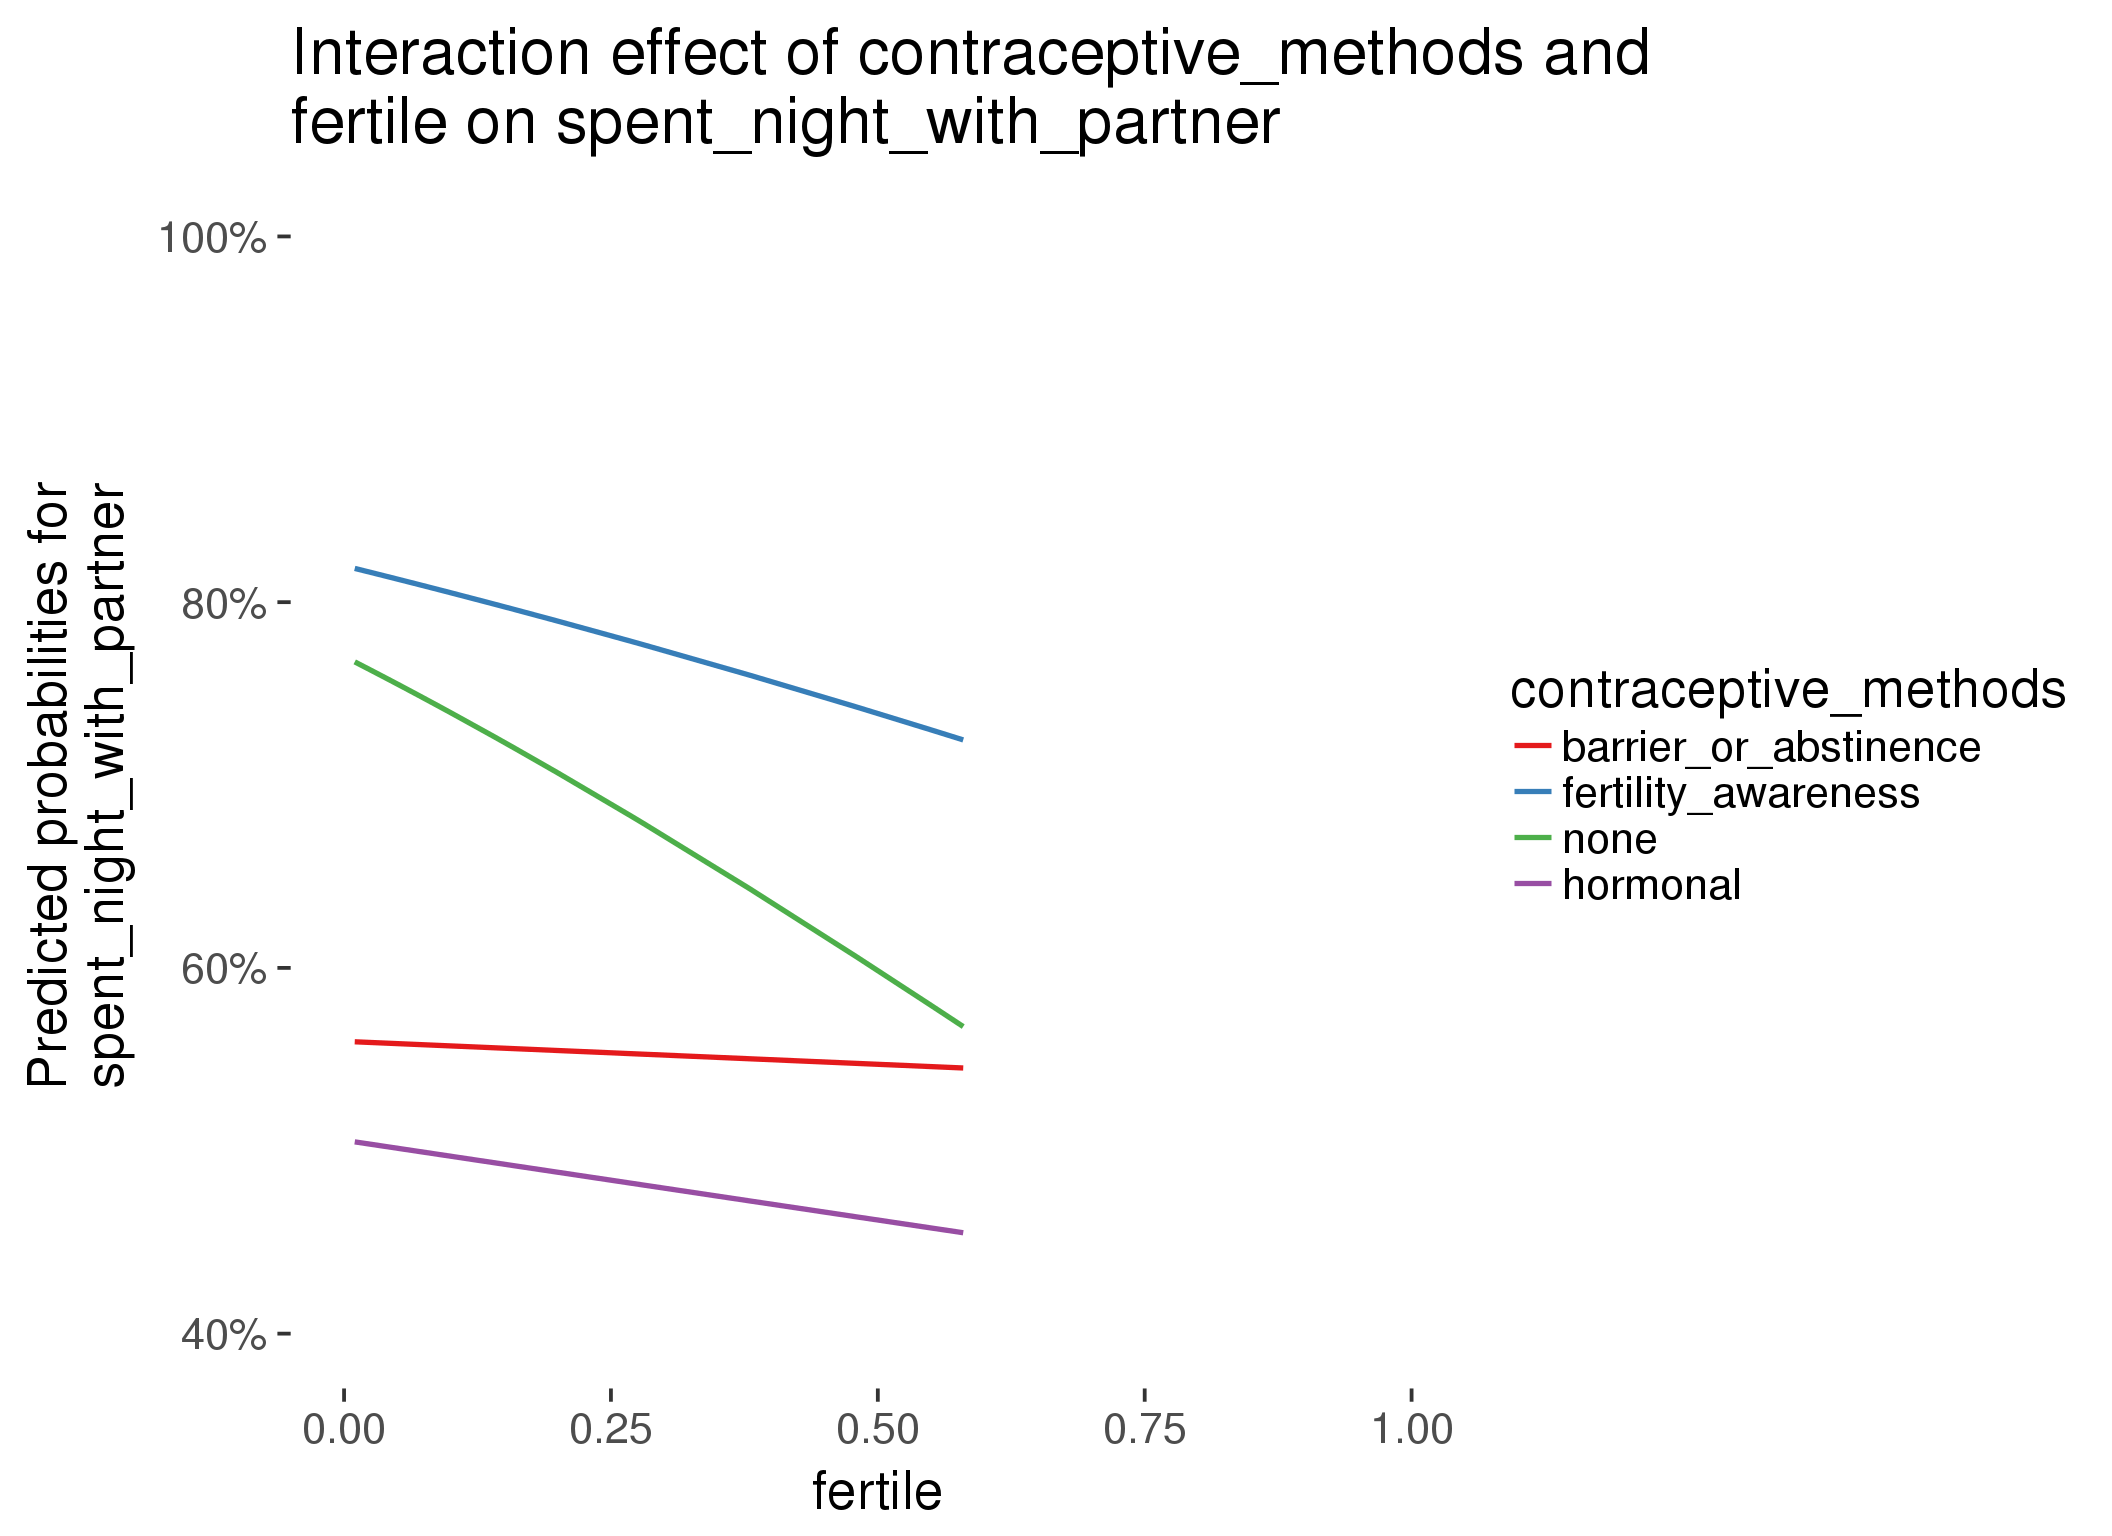 Interaction effect of contraceptive_methods and
fertile on spent_night_with_partner
Predicted probabilities for
spent_night_with_partner
100%
80%
60%
40%
0.00
0.25
0.50
0.75
1.00
fertile
contraceptive_methods
barrier_or_abstinence
fertility_awareness
none
hormonal